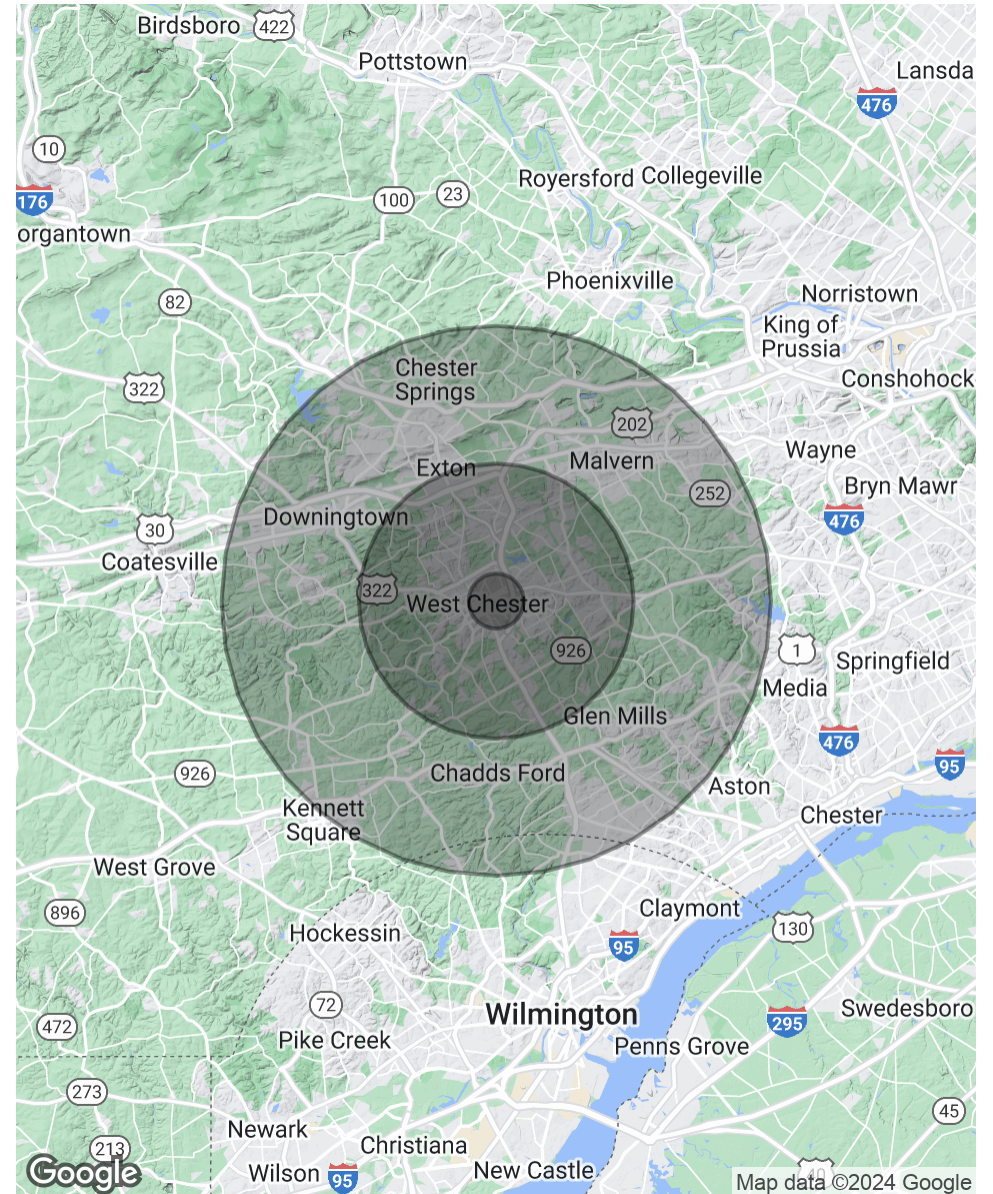 Birdsboro
422
Pottstown
Lansda
476
10
Royersford
Collegeville
176
100
23
organtown
Phoenixville
82
Norristown
King of
Prussia
Chester
Springs
322
Conshohock
202
Wayne
Exton
Malvern
252
Bryn Mawr
Downingtown
476
30
Coatesville
322
West Chester
926
1
Springfield
Media
Glen Mills
476
95
926
Chadds Ford
Aston
Kennett
Square
Chester
West Grove
896
Claymont
130
Hockessin
95
72
Wilmington
Swedesboro
295
472
Pike Creek
Penns Grove
273
45
Newark
Christiana
213
Google
Wilson
95
New Castle
40
Map data ©2024 Google